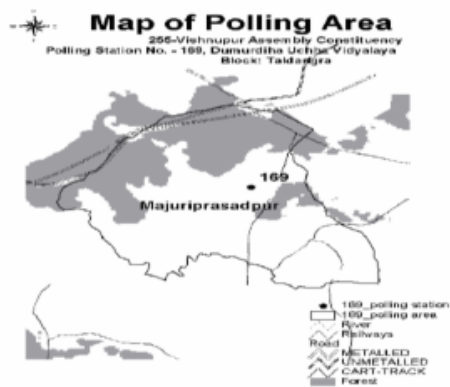 Map of Polling Area
255-Vishnupur Assembly Constituency
Polling Station No. - 169, Dumurdiha Uchba Vidyalaya
Block: Taldangra
169
Majuriprasadpur
169_polling station
169_polling area
River
Railways
Road
METALLED
UNMETALLED
CART-TRACK
Forest